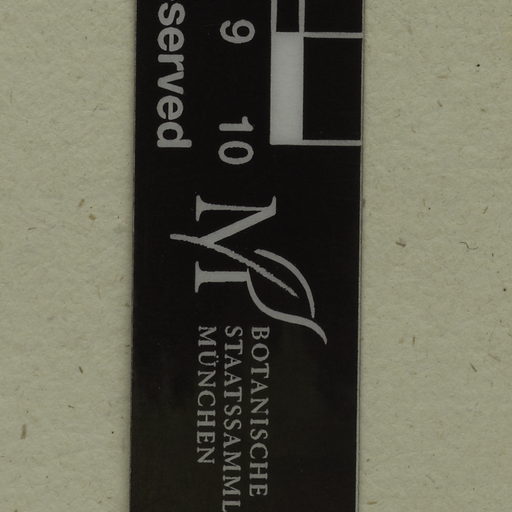 served
9 10
M
BOTANISCHE
STAATSSAMML
MÜNCHEN